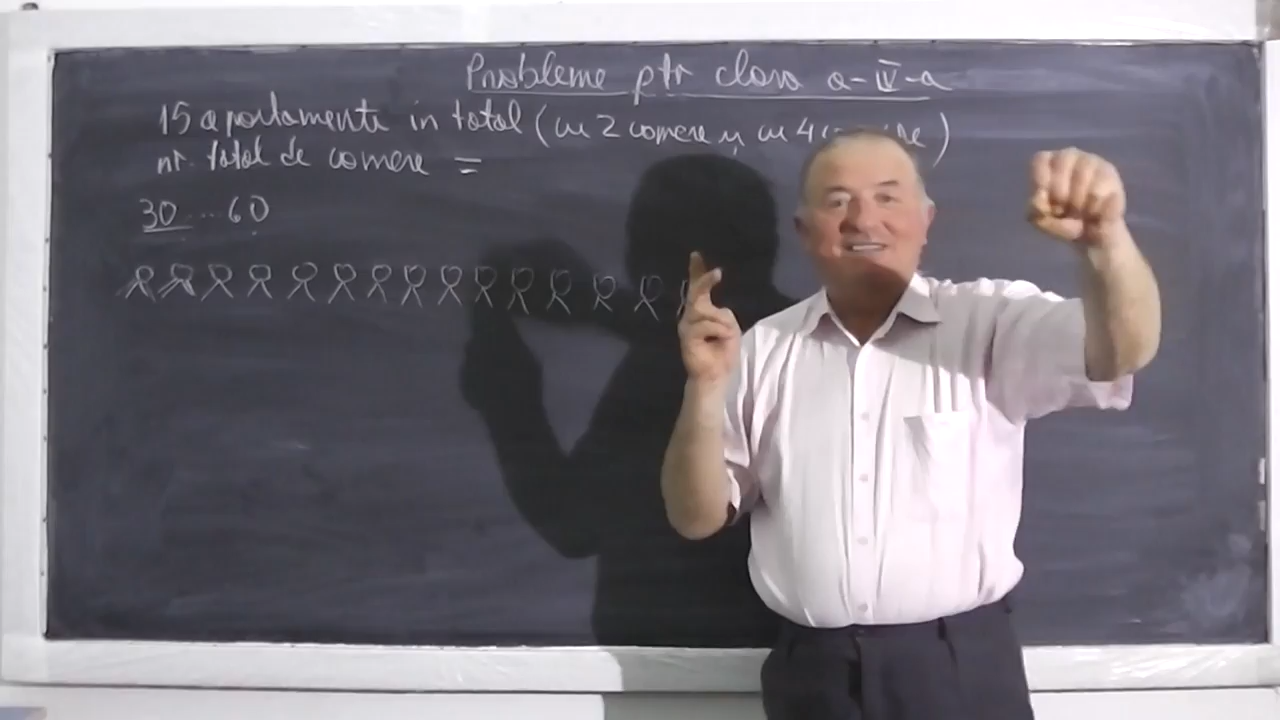 Probleme ptr clasa a-IV-a
15 apartamente in total (cu 2 camere și cu 4 )
nr. total de camere =
30 ... 60